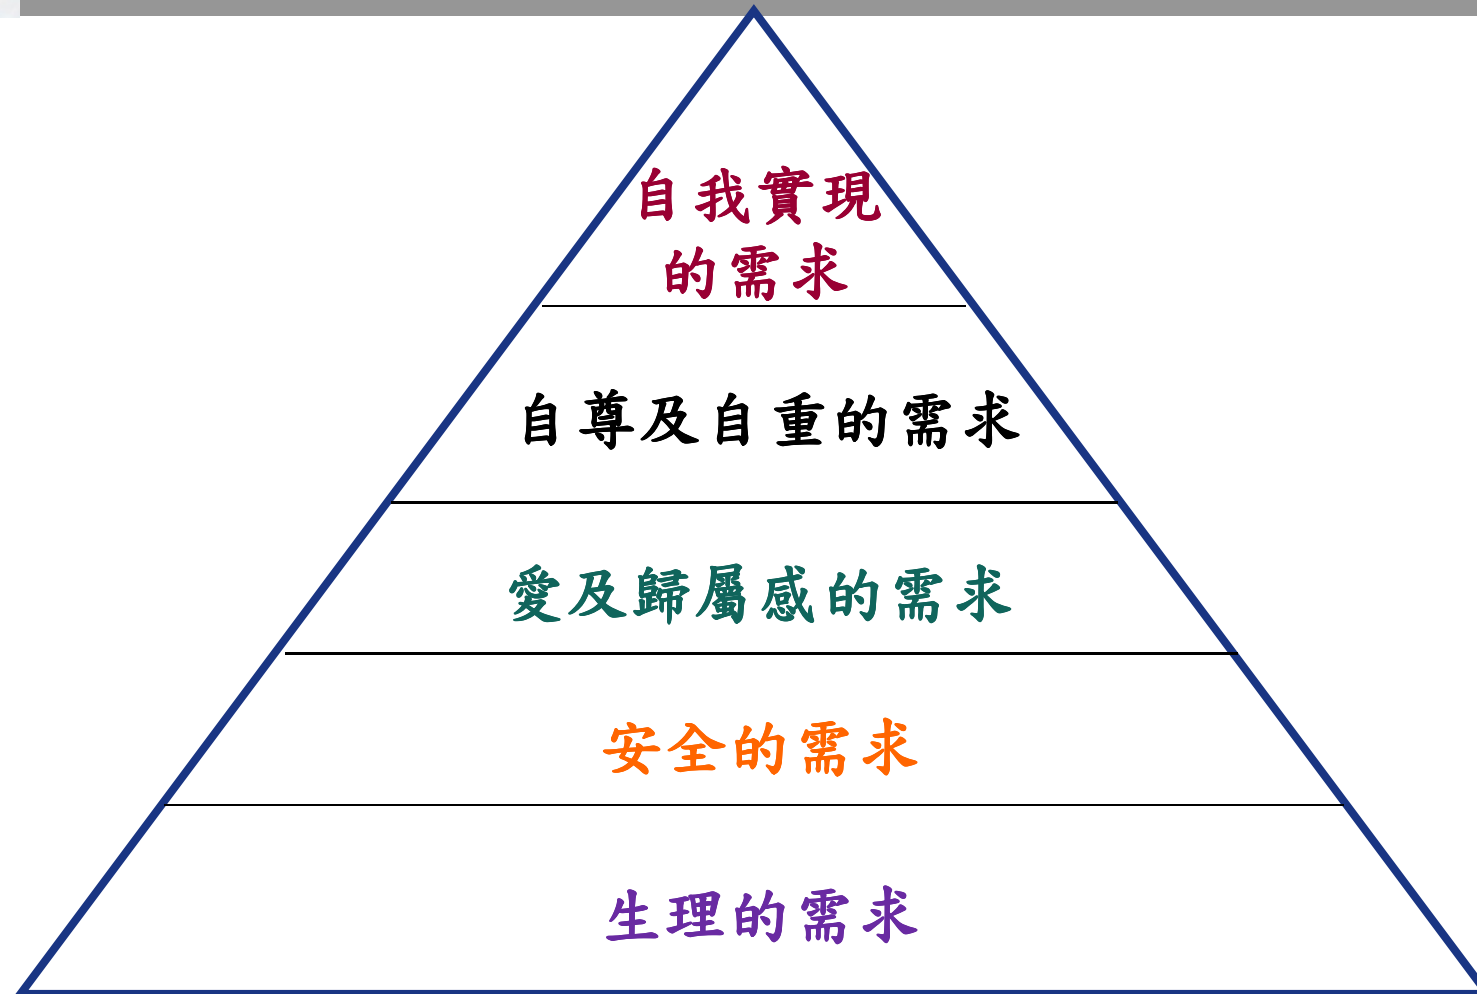 自我實現
的需求
自尊及自重的需求
愛及歸屬感的需求
安全的需求
生理的需求